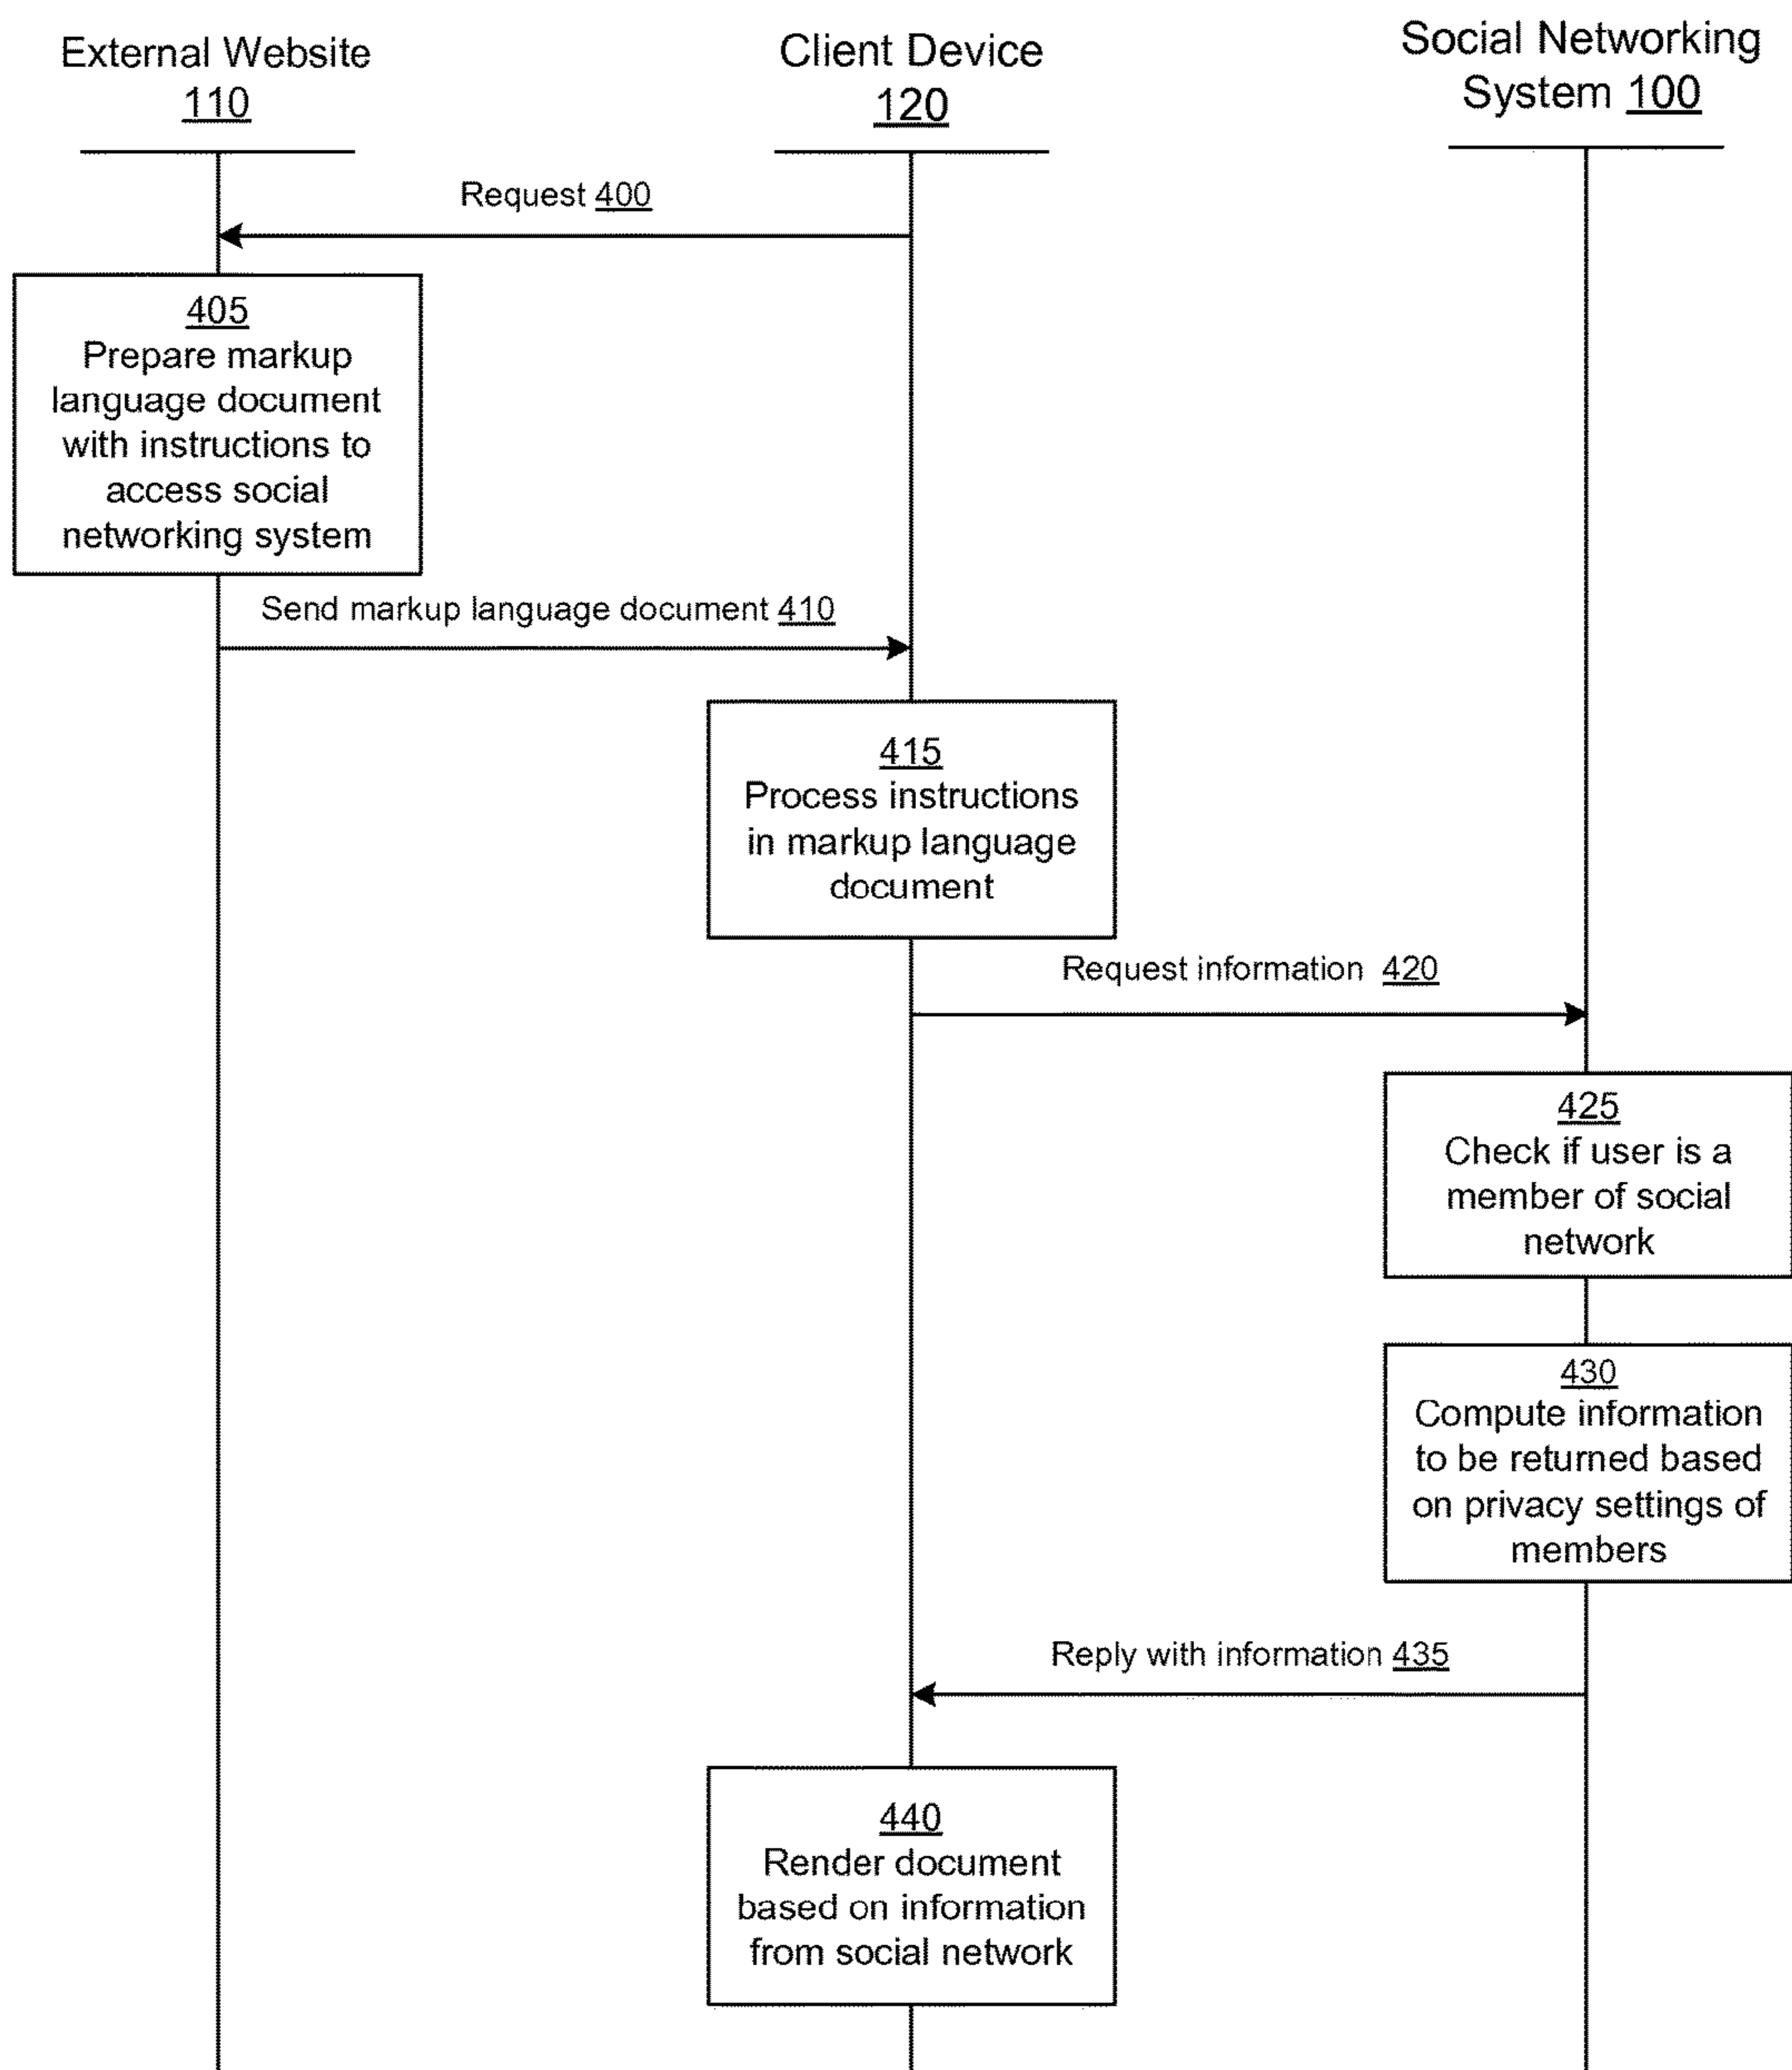 External Website
110
Client Device
120
Social Networking
System 100
Request 400
405
Prepare markup
language document
with instructions to
access social
networking system
Send markup language document 410
415
Process instructions
in markup language
document
Request information 420
425
Check if user is a
member of social
network
430
Compute information
to be returned based
on privacy settings of
members
Reply with information 435
440
Render document
based on information
from social network